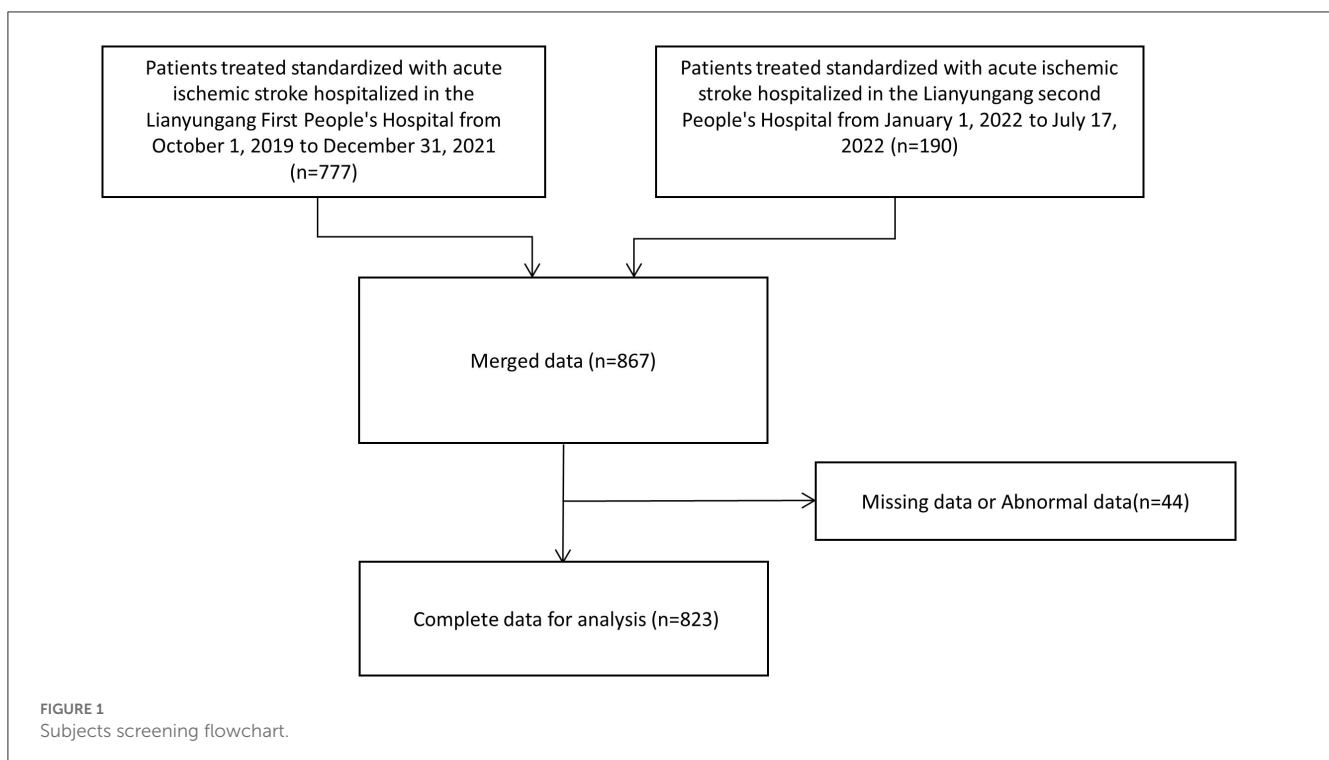 Patients treated standardized with acute
ischemic stroke hospitalized in the
Lianyungang First People's Hospital from
October 1, 2019 to December 31, 2021
(n=777)
Patients treated standardized with acute ischemic
stroke hospitalized in the Lianyungang second
People's Hospital from January 1, 2022 to July 17,
2022 (n=190)
Merged data (n=867)
Missing data or Abnormal data(n=44)
Complete data for analysis (n=823)
FIGURE 1
Subjects screening flowchart.